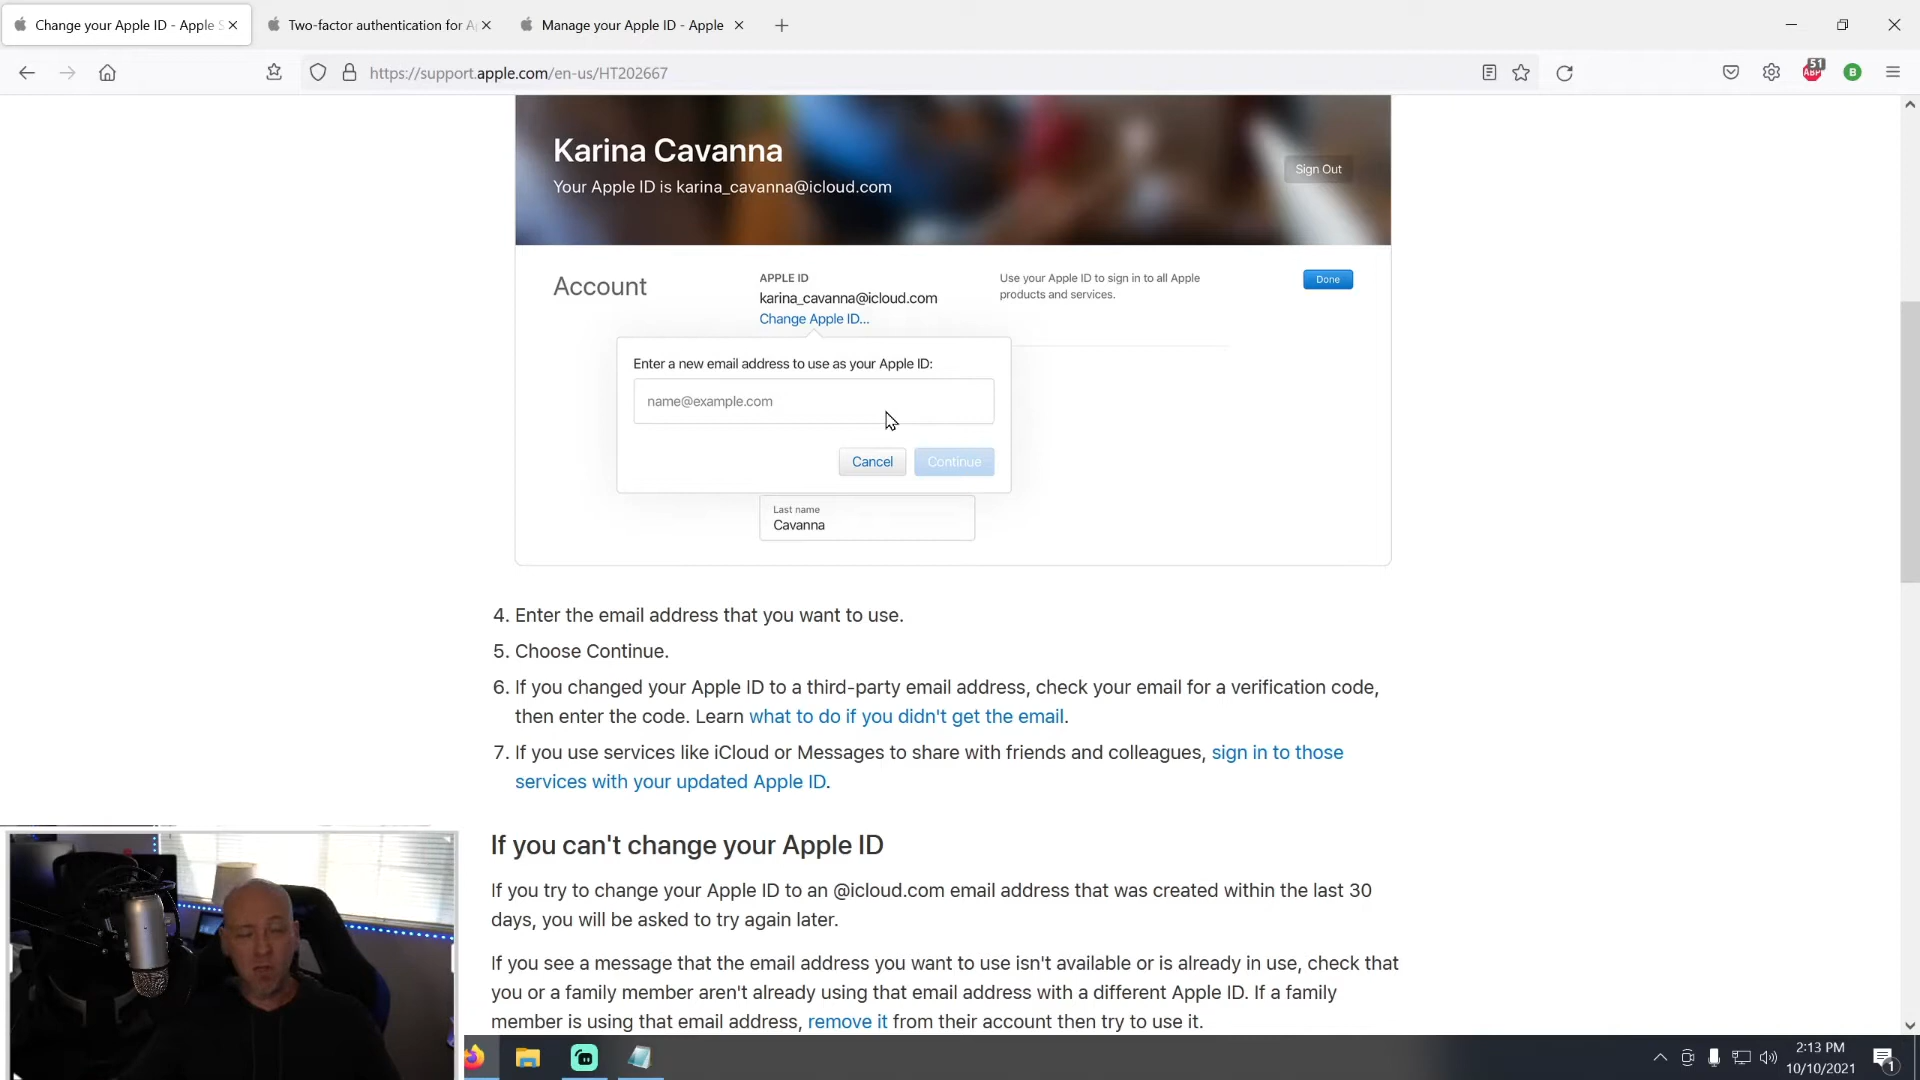 Change your Apple ID - Apple S
Two-factor authentication for A
Manage your Apple ID - Apple
https://support.apple.com/en-us/HT202667
51
ABP
B
Karina Cavanna
Your Apple ID is karina_cavanna@icloud.com
Sign Out
Account
APPLE ID
karina_cavanna@icloud.com
Change Apple ID...
Use your Apple ID to sign in to all Apple
products and services.
Done
Enter a new email address to use as your Apple ID:
name@example.com
Cancel
Continue
Last name
Cavanna
4. Enter the email address that you want to use.
5. Choose Continue.
6. If you changed your Apple ID to a third-party email address, check your email for a verification code,
then enter the code. Learn what to do if you didn't get the email.
7. If you use services like iCloud or Messages to share with friends and colleagues, sign in to those
services with your updated Apple ID.
If you can't change your Apple ID
If you try to change your Apple ID to an @icloud.com email address that was created within the last 30
days, you will be asked to try again later.
If you see a message that the email address you want to use isn't available or is already in use, check that
you or a family member aren't already using that email address with a different Apple ID. If a family
member is using that email address, remove it from their account then try to use it.
2:13 PM
10/10/2021
1